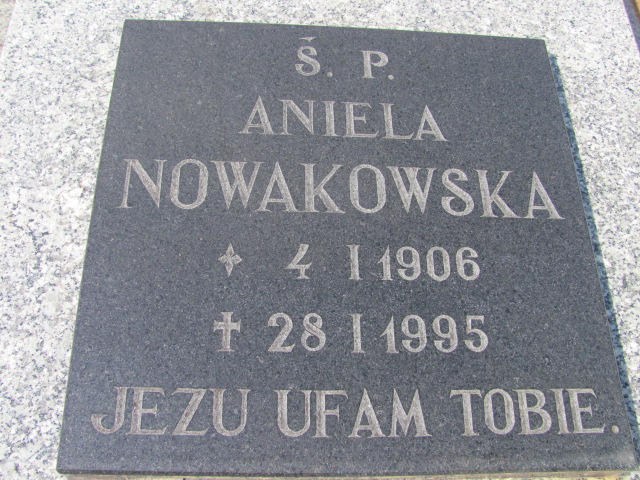 Ś. P.
ANIELA
NOWAKOWSKA
✦ 4 I 1906
✝ 28 I 1995
JEZU UFAM TOBIE.